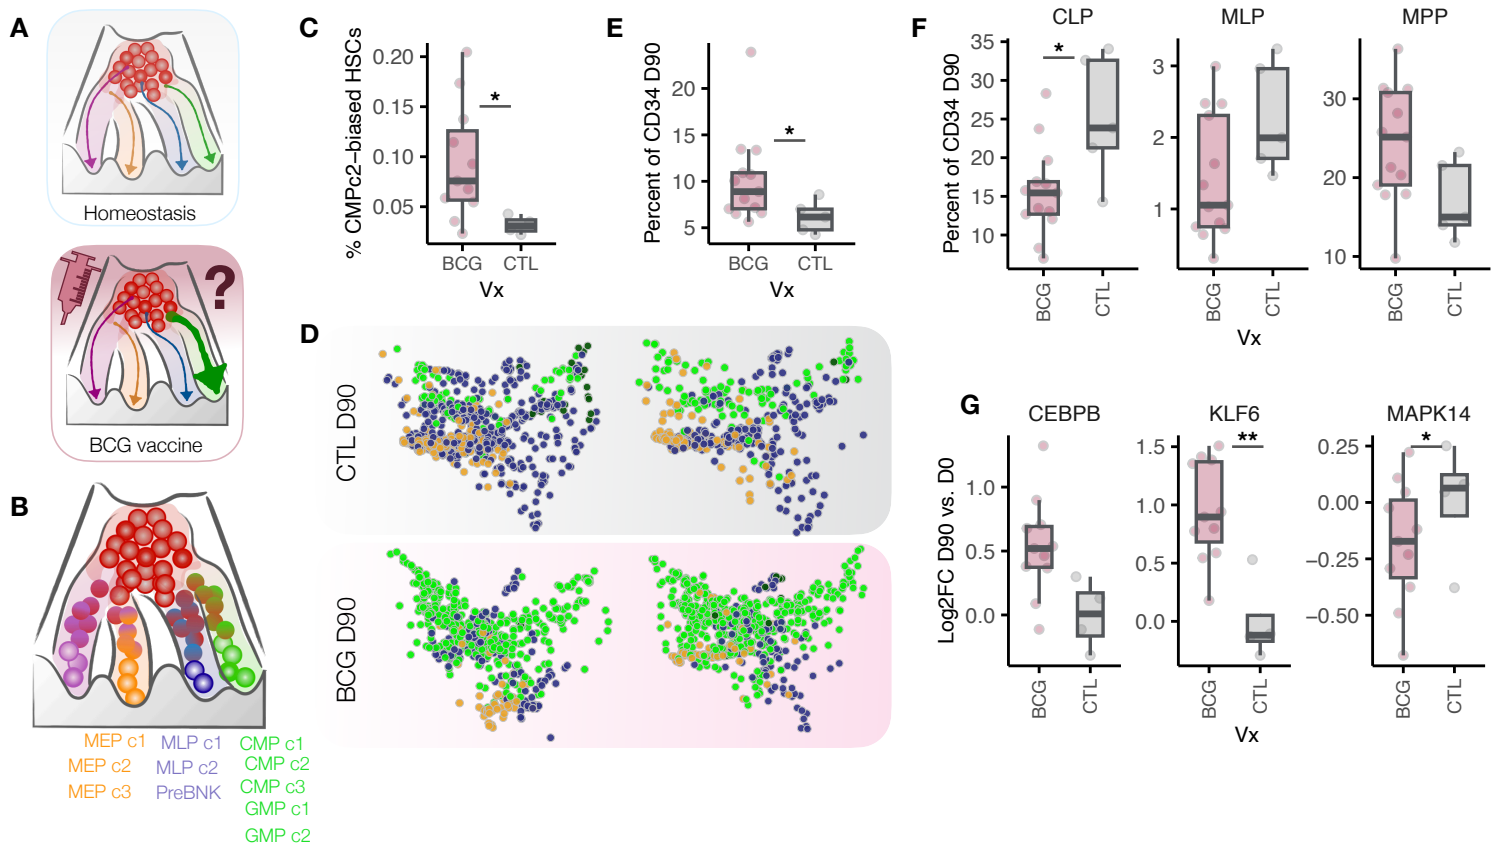 A
Homeostasis
?
BCG vaccine
B
MEP c1
MEP c2
MEP c3
MLP c1
MLP c2
PreBNK
CMP c1
CMP c2
CMP c3
GMP c1
GMP c2
C
% CMPc2−biased HSCs
0.20
0.15
0.10
0.05
*
BCG
CTL
Vx
D
CTL D90
BCG D90
E
Percent of CD34 D90
20
15
10
5
*
BCG
CTL
Vx
F
Percent of CD34 D90
CLP
35
30
25
20
15
10
*
BCG
CTL
MLP
3
2
1
BCG
CTL
MPP
30
20
10
BCG
CTL
Vx
G
Log2FC D90 vs. D0
CEBPB
1.0
0.5
0.0
BCG
CTL
KLF6
1.5
1.0
0.5
0.0
**
BCG
CTL
MAPK14
0.25
0.00
−0.25
−0.50
*
BCG
CTL
Vx